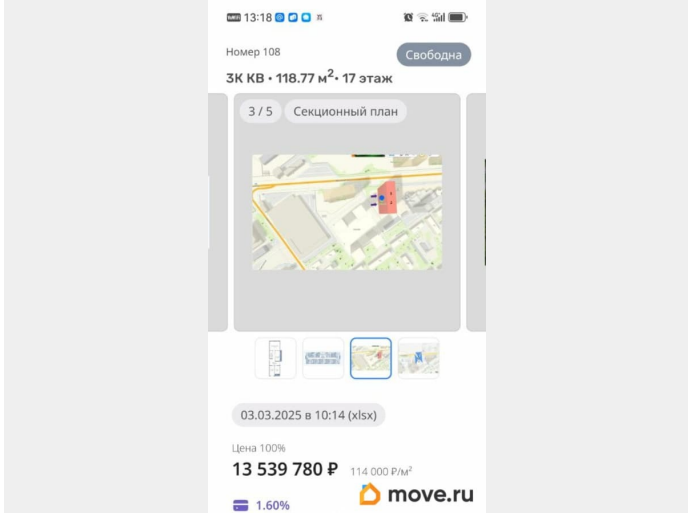 13:18
Номер 108
Свободна
3К КВ • 118.77 м²• 17 этаж
3 / 5 Секционный план
03.03.2025 в 10:14 (xlsx)
Цена 100%
13 539 780 ₽ 114 000 ₽/м²
1.60%
move.ru